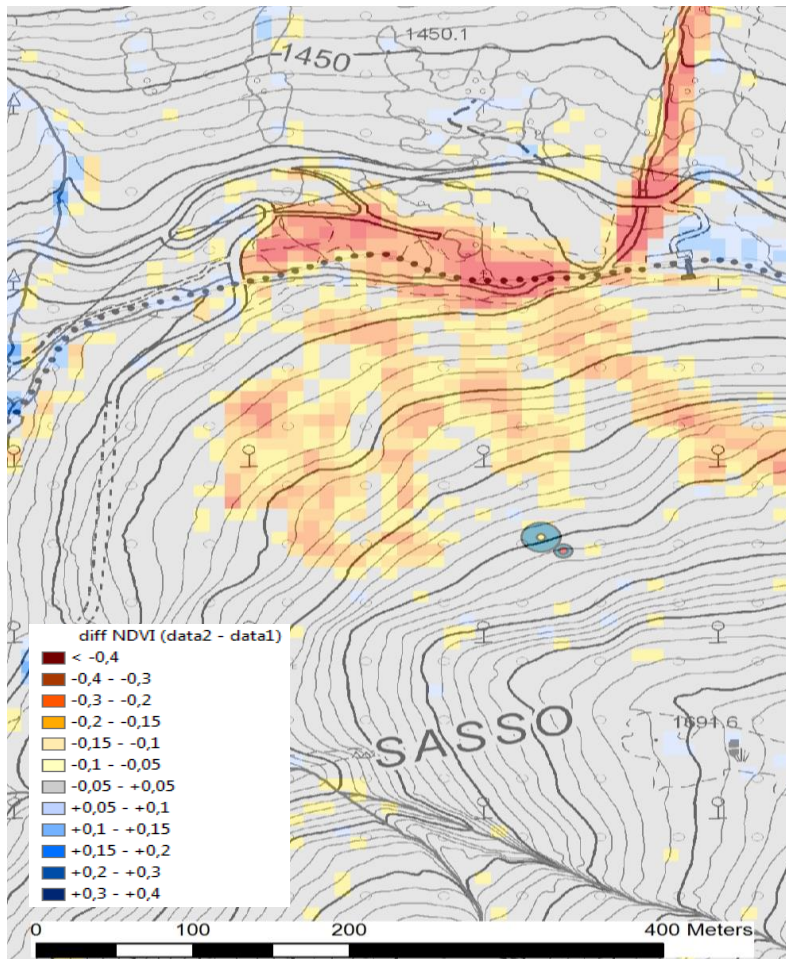 1450.1
1450
SASSO
1691.6
diff NDVI (data2 - data1)
< -0,4
-0,4 - -0,3
-0,3 - -0,2
-0,2 - -0,15
-0,15 - -0,1
-0,1 - -0,05
-0,05 - +0,05
+0,05 - +0,1
+0,1 - +0,15
+0,15 - +0,2
+0,2 - +0,3
+0,3 - +0,4
0 100 200 400 Meters